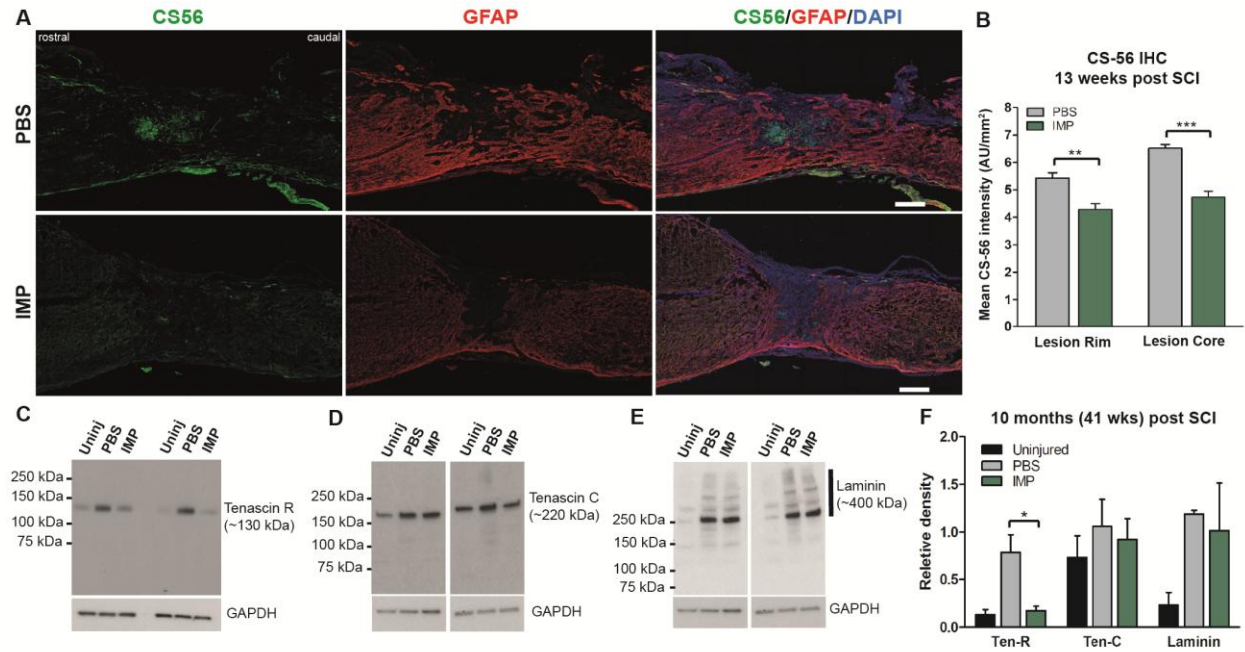 A
CS56
GFAP
CS56/GFAP/DAPI
rostral
caudal
PBS
IMP
B
CS-56 IHC
13 weeks post SCI
PBS
IMP
Mean CS-56 intensity (AU/mm²)
8
7
6
5
4
3
2
1
0
**
***
Lesion Rim
Lesion Core
C
Uninj
PBS
IMP
Uninj
PBS
IMP
250 kDa
150 kDa
100 kDa
75 kDa
Tenascin R
(~130 kDa)
GAPDH
D
Uninj
PBS
IMP
Uninj
PBS
IMP
250 kDa
150 kDa
100 kDa
75 kDa
Tenascin C
(~220 kDa)
GAPDH
E
Uninj
PBS
IMP
Uninj
PBS
IMP
250 kDa
150 kDa
100 kDa
75 kDa
Laminin
(~400 kDa)
GAPDH
F
10 months (41 wks) post SCI
Uninjured
PBS
IMP
Reletive density
2.0
1.5
1.0
0.5
0.0
*
Ten-R
Ten-C
Laminin